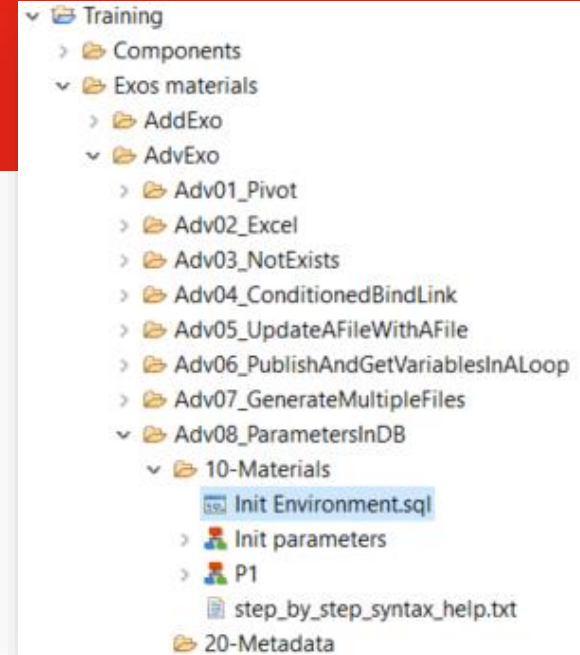 Training
Components
Exos materials
AddExo
AdvExo
Adv01_Pivot
Adv02_Excel
Adv03_NotExists
Adv04_ConditionedBindLink
Adv05_UpdateAFileWithAFile
Adv06_PublishAndGetVariablesInALoop
Adv07_GenerateMultipleFiles
Adv08_ParametersInDB
10-Materials
Init Environment.sql
Init parameters
P1
step_by_step_syntax_help.txt
20-Metadata